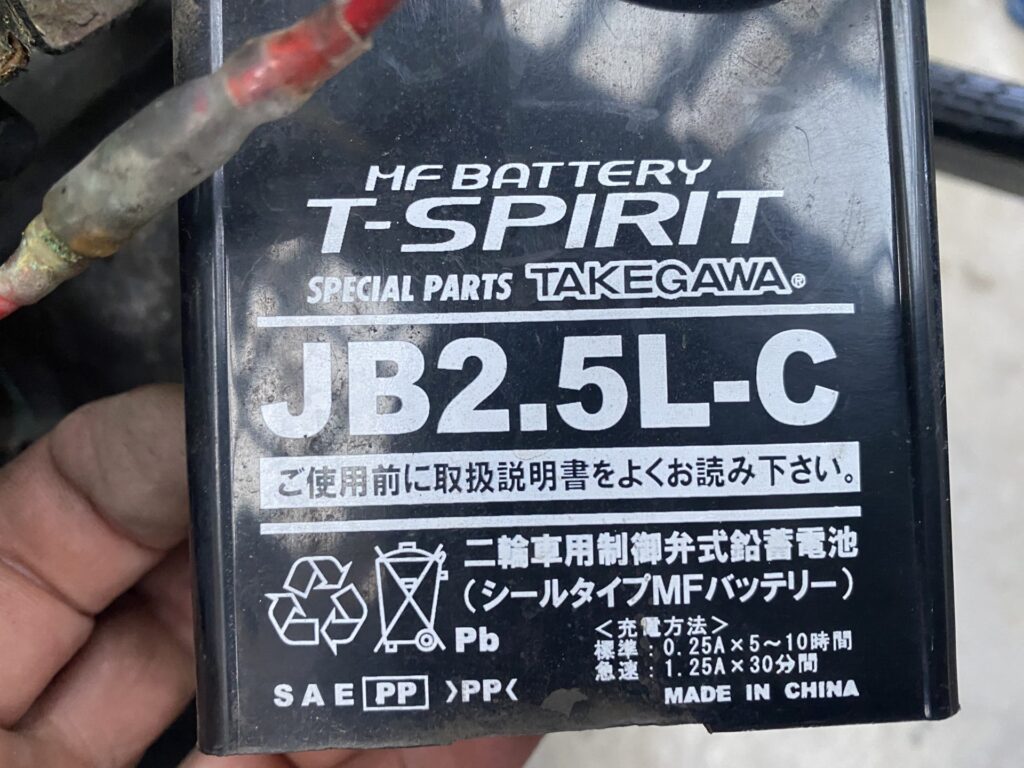 MF BATTERY
T-SPIRIT
SPECIAL PARTS TAKEGAWA®
JB2.5L-C
ご使用前に取扱説明書をよくお読み下さい。
二輪車用制御弁式鉛蓄電池
(シールタイプMFバッテリー)
Pb
<充電方法>
標準:0.25A×5~10時間
急速:1.25A×30分間
SAE PP >PP<
MADE IN CHINA